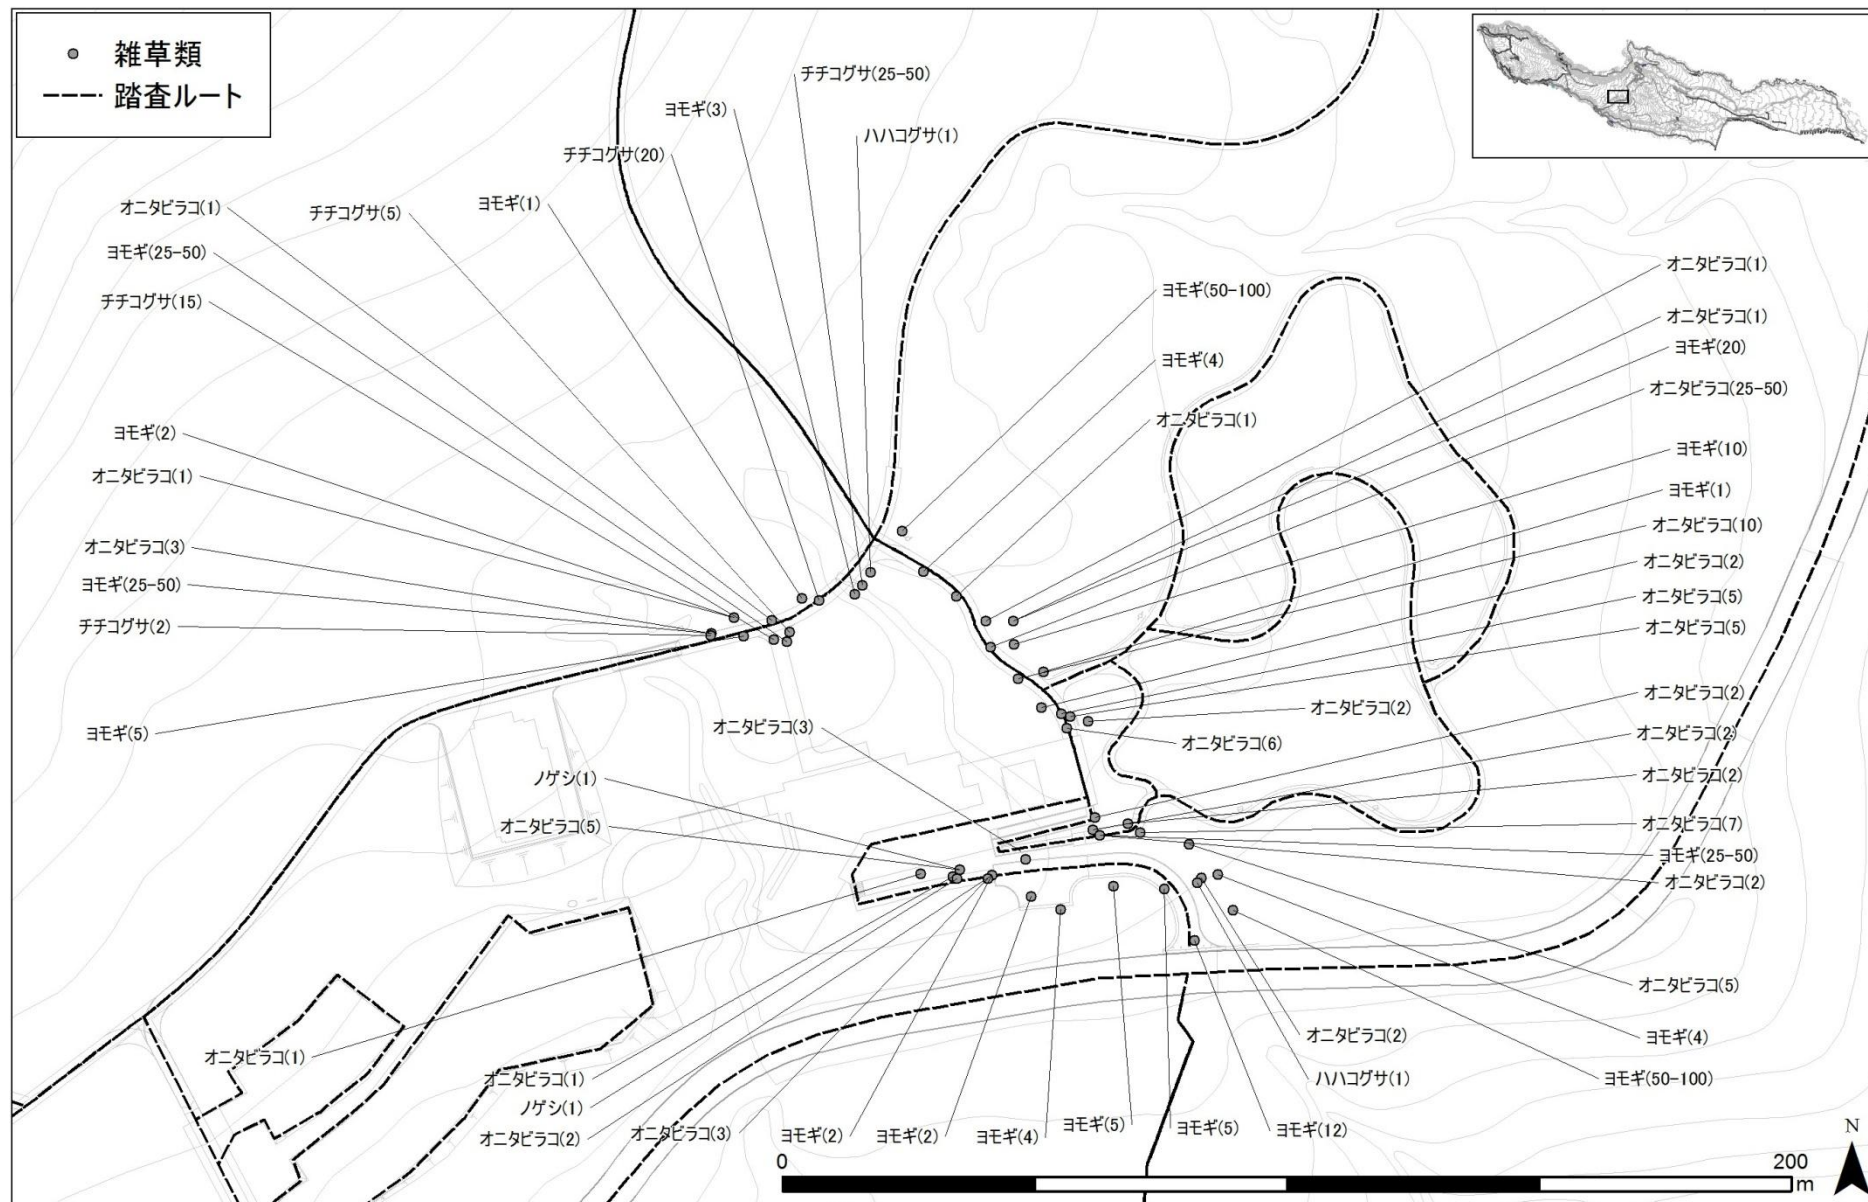 雑草類
踏査ルート
チチコグサ(25-50)
ヨモギ(3)
ハハコグサ(1)
チチコグサ(20)
オニタビラコ(1)
チチコグサ(5)
ヨモギ(1)
ヨモギ(25-50)
チチコグサ(15)
ヨモギ(2)
オニタビラコ(1)
オニタビラコ(3)
ヨモギ(25-50)
チチコグサ(2)
ヨモギ(5)
ヨモギ(50-100)
ヨモギ(4)
オニタビラコ(1)
オニタビラコ(1)
オニタビラコ(1)
ヨモギ(20)
オニタビラコ(25-50)
ヨモギ(10)
ヨモギ(1)
オニタビラコ(10)
オニタビラコ(2)
オニタビラコ(5)
オニタビラコ(5)
オニタビラコ(2)
オニタビラコ(6)
オニタビラコ(2)
オニタビラコ(2)
オニタビラコ(2)
オニタビラコ(7)
ヨモギ(25-50)
オニタビラコ(2)
オニタビラコ(3)
ノゲシ(1)
オニタビラコ(5)
オニタビラコ(5)
ヨモギ(4)
ヨモギ(50-100)
オニタビラコ(2)
ハハコグサ(1)
オニタビラコ(1)
オニタビラコ(1)
ノゲシ(1)
オニタビラコ(2)
オニタビラコ(3)
ヨモギ(2)
ヨモギ(2)
ヨモギ(4)
ヨモギ(5)
ヨモギ(5)
ヨモギ(12)
0
200
m
N